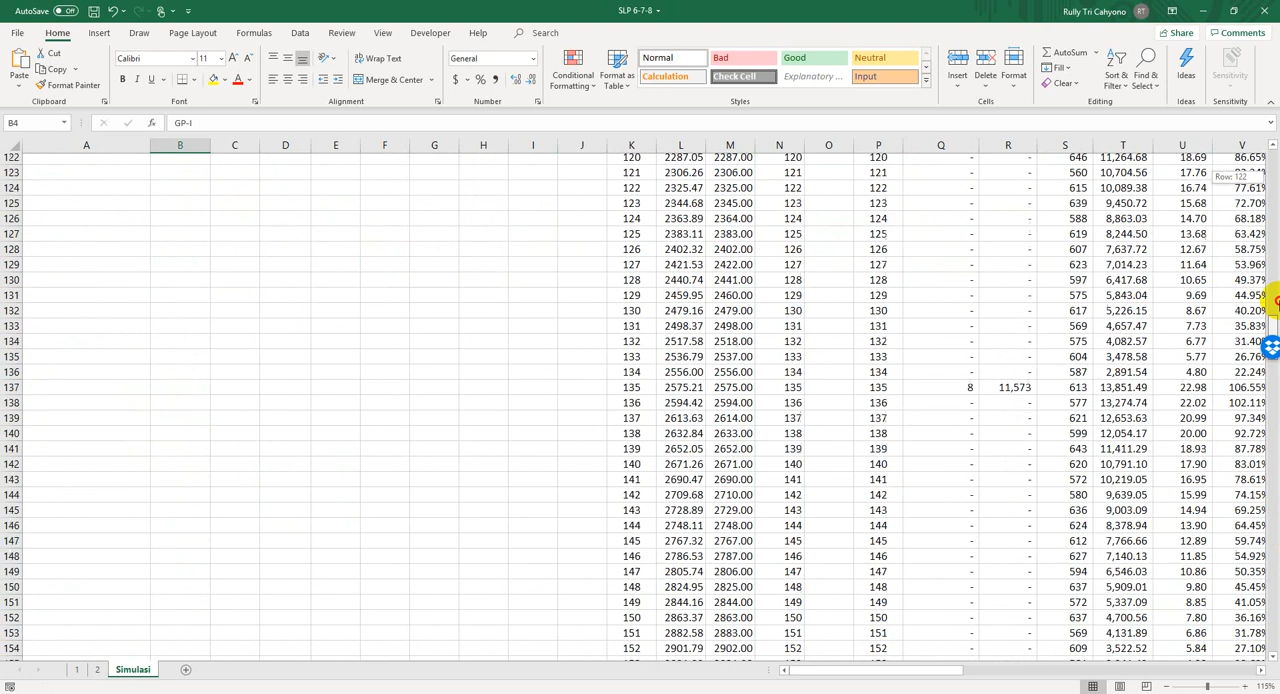 AutoSave Off SLP 6-7-8 Rully Tri Cahyono RT
File Home Insert Draw Page Layout Formulas Data Review View Developer Help Search Share Comments
Paste Cut Copy Format Painter Clipboard
Calibri 11 B I U Font
Wrap Text Merge & Center Alignment
General $ % Number
Conditional Formatting Format as Table
Normal Bad Good Neutral
Calculation Check Cell Explanatory ... Input
Styles
Insert Delete Format Cells
AutoSum Fill Clear Sort & Filter Find & Select Editing
Ideas Ideas
Sensitivity Sensitivity
B4 fx GP-I
A B C D E F G H I J K L M N O P Q R S T U V
122 120 2287.05 2287.00 120 120 - - 646 11,264.68 18.69 86.65%
123 121 2306.26 2306.00 121 121 - - 560 10,704.56 17.76
Row: 122
124 122 2325.47 2325.00 122 122 - - 615 10,089.38 16.74 77.61%
125 123 2344.68 2345.00 123 123 - - 639 9,450.72 15.68 72.70%
126 124 2363.89 2364.00 124 124 - - 588 8,863.03 14.70 68.18%
127 125 2383.11 2383.00 125 125 - - 619 8,244.50 13.68 63.42%
128 126 2402.32 2402.00 126 126 - - 607 7,637.72 12.67 58.75%
129 127 2421.53 2422.00 127 127 - - 623 7,014.23 11.64 53.96%
130 128 2440.74 2441.00 128 128 - - 597 6,417.68 10.65 49.37%
131 129 2459.95 2460.00 129 129 - - 575 5,843.04 9.69 44.95%
132 130 2479.16 2479.00 130 130 - - 617 5,226.15 8.67 40.20%
133 131 2498.37 2498.00 131 131 - - 569 4,657.47 7.73 35.83%
134 132 2517.58 2518.00 132 132 - - 575 4,082.57 6.77 31.40%
135 133 2536.79 2537.00 133 133 - - 604 3,478.58 5.77 26.76%
136 134 2556.00 2556.00 134 134 - - 587 2,891.54 4.80 22.24%
137 135 2575.21 2575.00 135 135 8 11,573 613 13,851.49 22.98 106.55%
138 136 2594.42 2594.00 136 136 - - 577 13,274.74 22.02 102.11%
139 137 2613.63 2614.00 137 137 - - 621 12,653.63 20.99 97.34%
140 138 2632.84 2633.00 138 138 - - 599 12,054.17 20.00 92.72%
141 139 2652.05 2652.00 139 139 - - 643 11,411.29 18.93 87.78%
142 140 2671.26 2671.00 140 140 - - 620 10,791.10 17.90 83.01%
143 141 2690.47 2690.00 141 141 - - 572 10,219.05 16.95 78.61%
144 142 2709.68 2710.00 142 142 - - 580 9,639.05 15.99 74.15%
145 143 2728.89 2729.00 143 143 - - 636 9,003.09 14.94 69.25%
146 144 2748.11 2748.00 144 144 - - 624 8,378.94 13.90 64.45%
147 145 2767.32 2767.00 145 145 - - 612 7,766.66 12.89 59.74%
148 146 2786.53 2787.00 146 146 - - 627 7,140.13 11.85 54.92%
149 147 2805.74 2806.00 147 147 - - 594 6,546.03 10.86 50.35%
150 148 2824.95 2825.00 148 148 - - 637 5,909.01 9.80 45.45%
151 149 2844.16 2844.00 149 149 - - 572 5,337.09 8.85 41.05%
152 150 2863.37 2863.00 150 150 - - 637 4,700.56 7.80 36.16%
153 151 2882.58 2883.00 151 151 - - 569 4,131.89 6.86 31.78%
154 152 2901.79 2902.00 152 152 - - 609 3,522.52 5.84 27.10%
1 2 Simulasi
115%